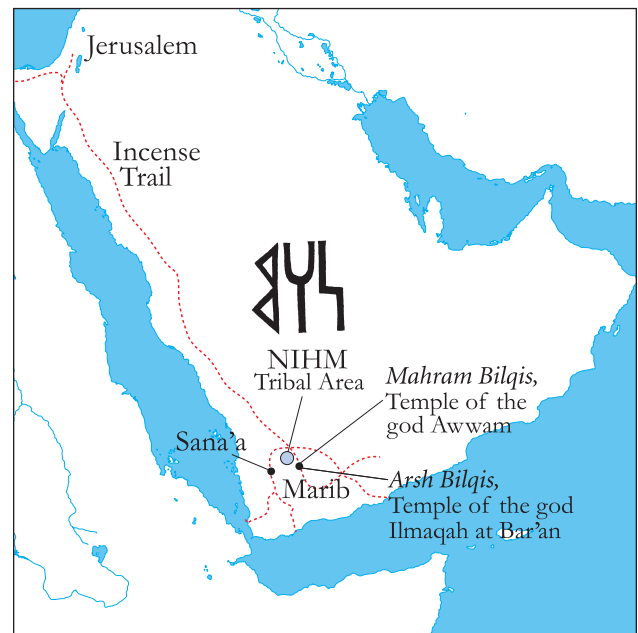 Jerusalem
Incense
Trail
𐩬𐩠𐩣
NIHM
Tribal Area
Mahram Bilqis,
Temple of the
god Awwam
Sana’a
Marib
Arsh Bilqis,
Temple of the god
Ilmaqah at Bar’an